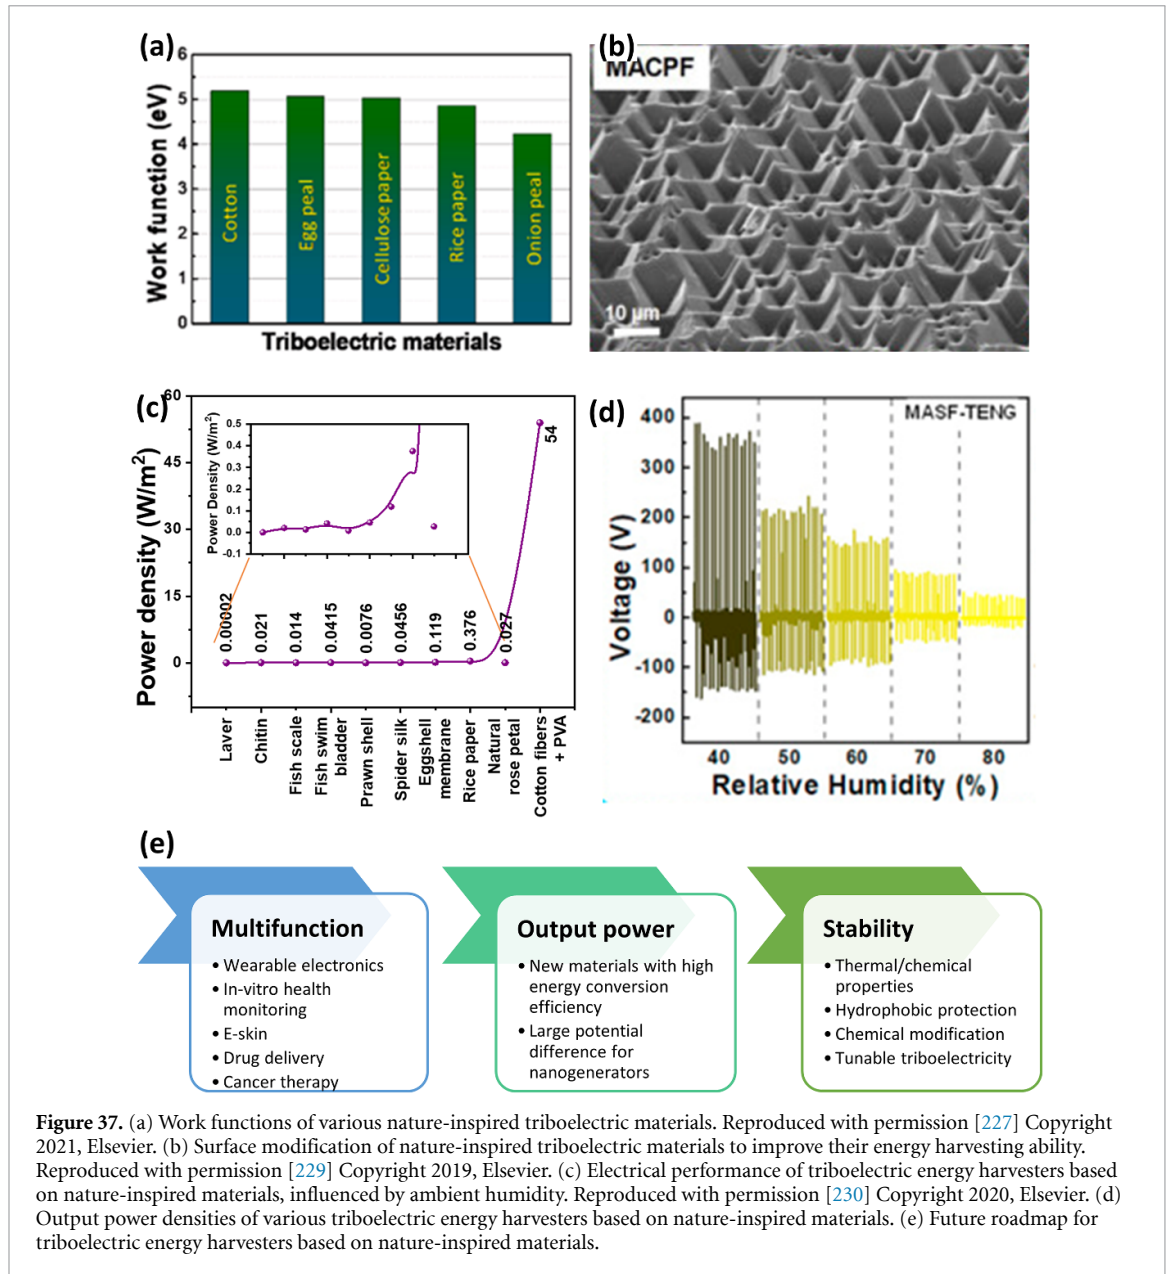 (a)
6
5
4
3
2
1
0
Work function (eV)
Cotton
Egg peal
Cellulose paper
Rice paper
Onion peal
Triboelectric materials
(b)
MACPF
10 µm
(c)
60
45
30
15
0
Power density (W/m²)
0.5
0.4
0.3
0.2
0.1
0.0
-0.1
Power Density (W/m²)
0.00002
0.021
0.014
0.0415
0.0076
0.0456
0.119
0.376
0.027
54
Laver
Chitin
Fish scale
Fish swim
bladder
Prawn shell
Spider silk
Eggshell
membrane
Rice paper
Natural
rose petal
Cotton fibers
+ PVA
(d)
MASF-TENG
400
300
200
100
0
-100
-200
Voltage (V)
40 50 60 70 80
Relative Humidity (%)
(e)
Multifunction
• Wearable electronics
• In-vitro health
monitoring
• E-skin
• Drug delivery
• Cancer therapy
Output power
• New materials with high
energy conversion
efficiency
• Large potential
difference for
nanogenerators
Stability
• Thermal/chemical
properties
• Hydrophobic protection
• Chemical modification
• Tunable triboelectricity
Figure 37. (a) Work functions of various nature-inspired triboelectric materials. Reproduced with permission [227] Copyright
2021, Elsevier. (b) Surface modification of nature-inspired triboelectric materials to improve their energy harvesting ability.
Reproduced with permission [229] Copyright 2019, Elsevier. (c) Electrical performance of triboelectric energy harvesters based
on nature-inspired materials, influenced by ambient humidity. Reproduced with permission [230] Copyright 2020, Elsevier. (d)
Output power densities of various triboelectric energy harvesters based on nature-inspired materials. (e) Future roadmap for
triboelectric energy harvesters based on nature-inspired materials.